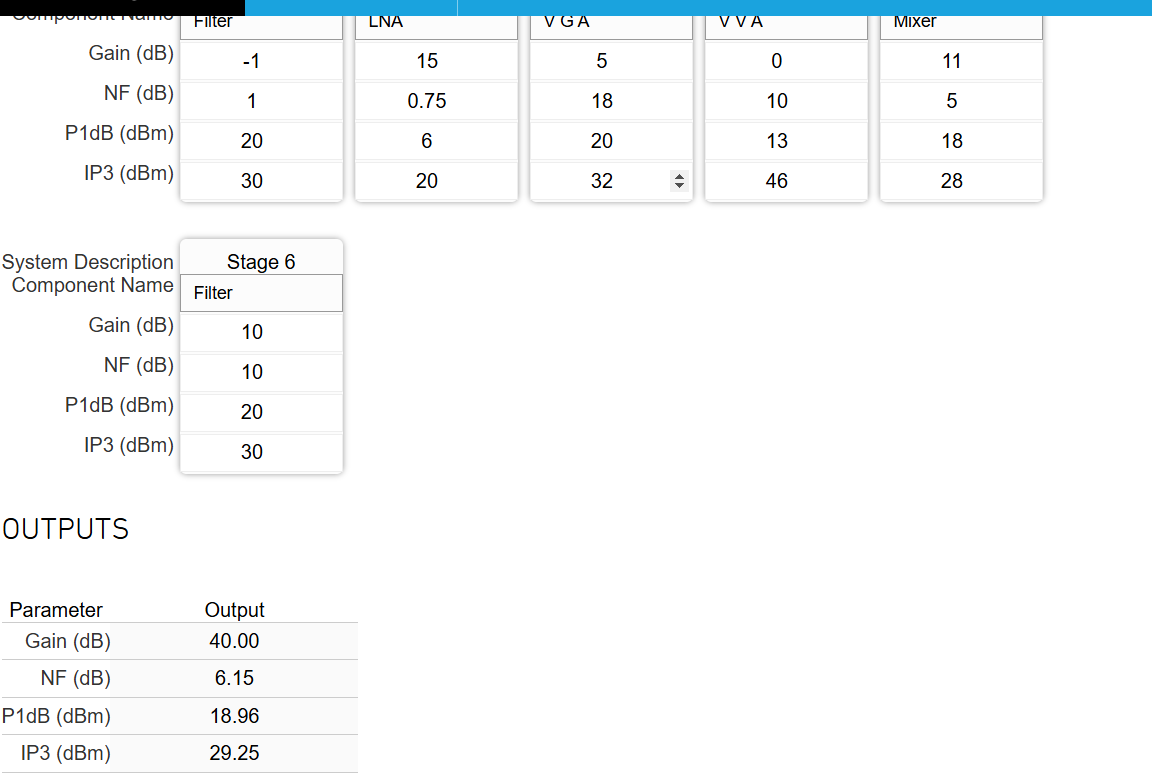 Component Name Filter LNA V G A V V A Mixer
Gain (dB) -1 15 5 0 11
NF (dB) 1 0.75 18 10 5
P1dB (dBm) 20 6 20 13 18
IP3 (dBm) 30 20 32 46 28
System Description Stage 6
Component Name Filter
Gain (dB) 10
NF (dB) 10
P1dB (dBm) 20
IP3 (dBm) 30
OUTPUTS
Parameter Output
Gain (dB) 40.00
NF (dB) 6.15
P1dB (dBm) 18.96
IP3 (dBm) 29.25